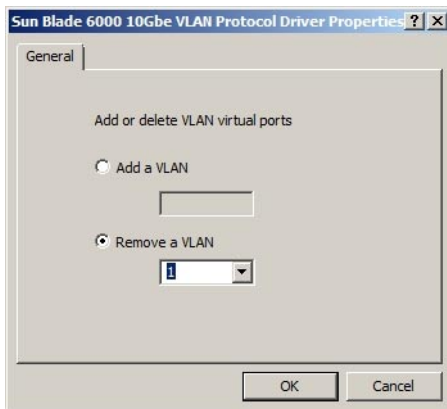 Sun Blade 6000 10Gbe VLAN Protocol Driver Properties
General
Add or delete VLAN virtual ports
Add a VLAN
Remove a VLAN
1
OK
Cancel